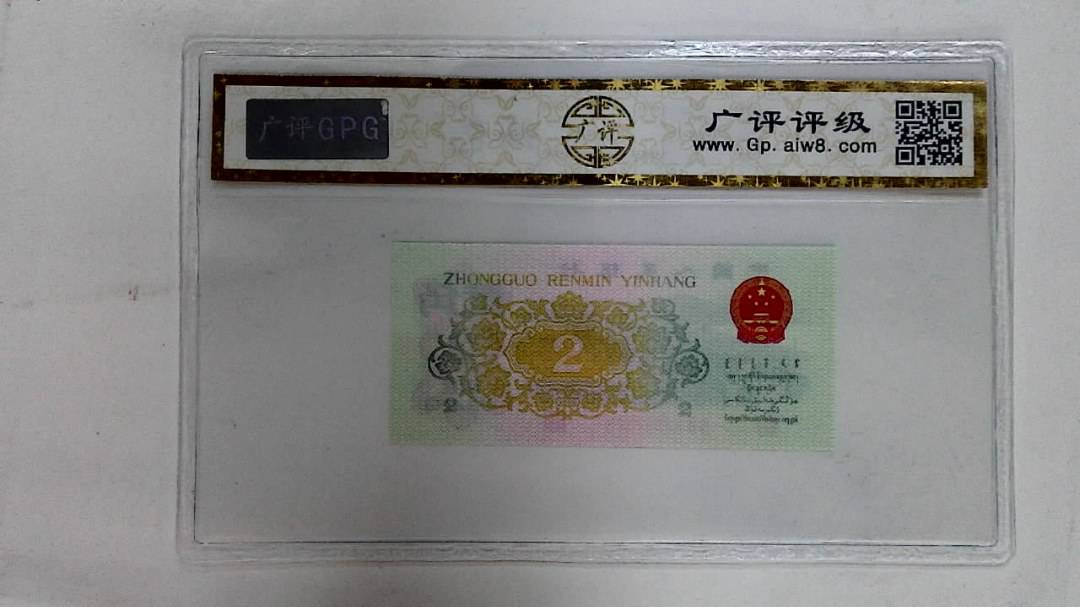 广评GPG
广评
广评评级
www.Gp.aiw8.com
ZHONGGUO RENMIN YINHANG
2
2
2